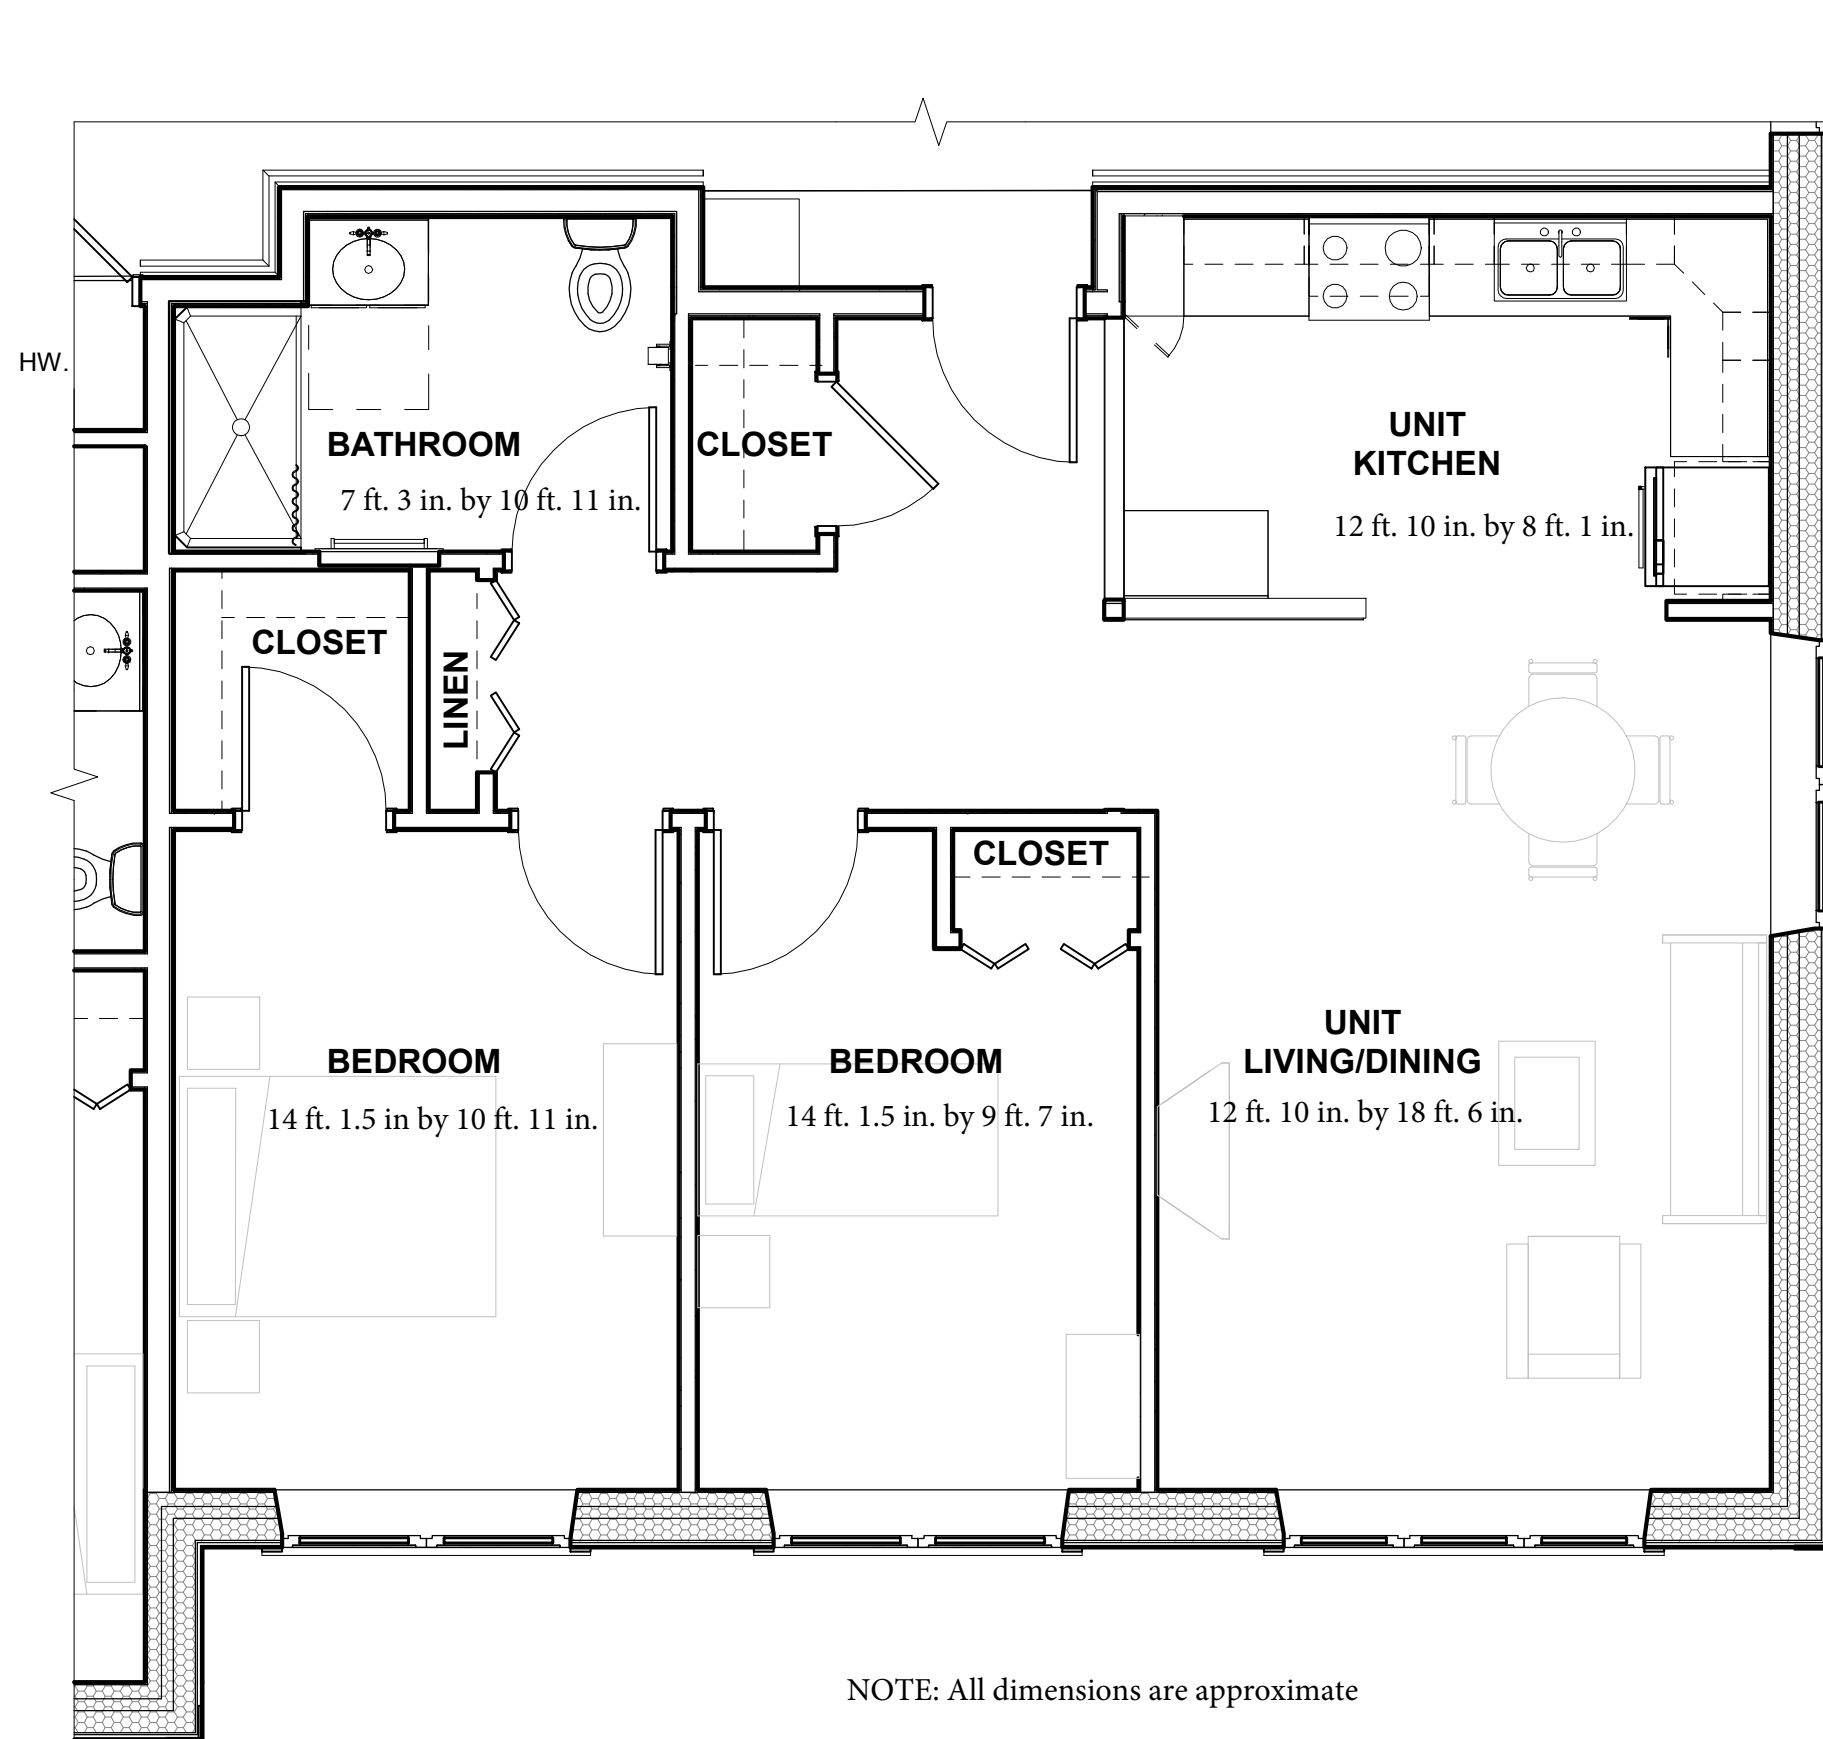 HW.
BATHROOM
7 ft. 3 in. by 10 ft. 11 in.
CLOSET
UNIT
KITCHEN
12 ft. 10 in. by 8 ft. 1 in.
CLOSET
LINEN
CLOSET
BEDROOM
14 ft. 1.5 in by 10 ft. 11 in.
BEDROOM
14 ft. 1.5 in. by 9 ft. 7 in.
UNIT
LIVING/DINING
12 ft. 10 in. by 18 ft. 6 in.
NOTE: All dimensions are approximate